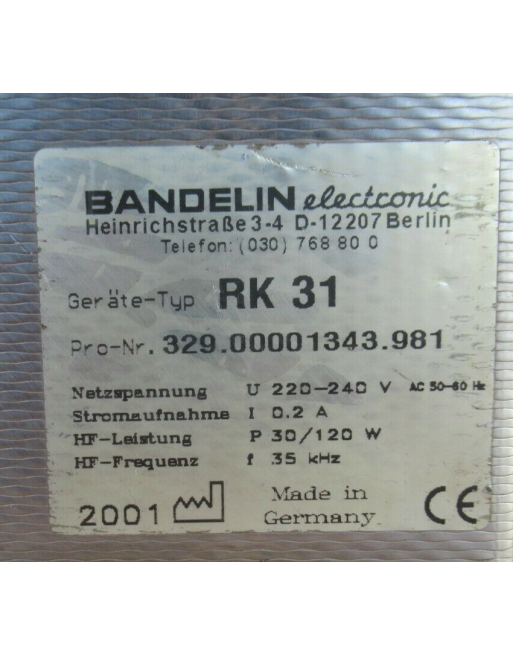 BANDELIN electronic
Heinrichstraße 3-4 D-12207 Berlin
Telefon: (030) 768 80 0
Geräte-Typ RK 31
Pro-Nr. 329.00001343.981
Netzspannung U 220-240 V AC 50-60 Hz
Stromaufnahme I 0.2 A
HF-Leistung P 30/120 W
HF-Frequenz f 35 kHz
2001 Made in
Germany CE